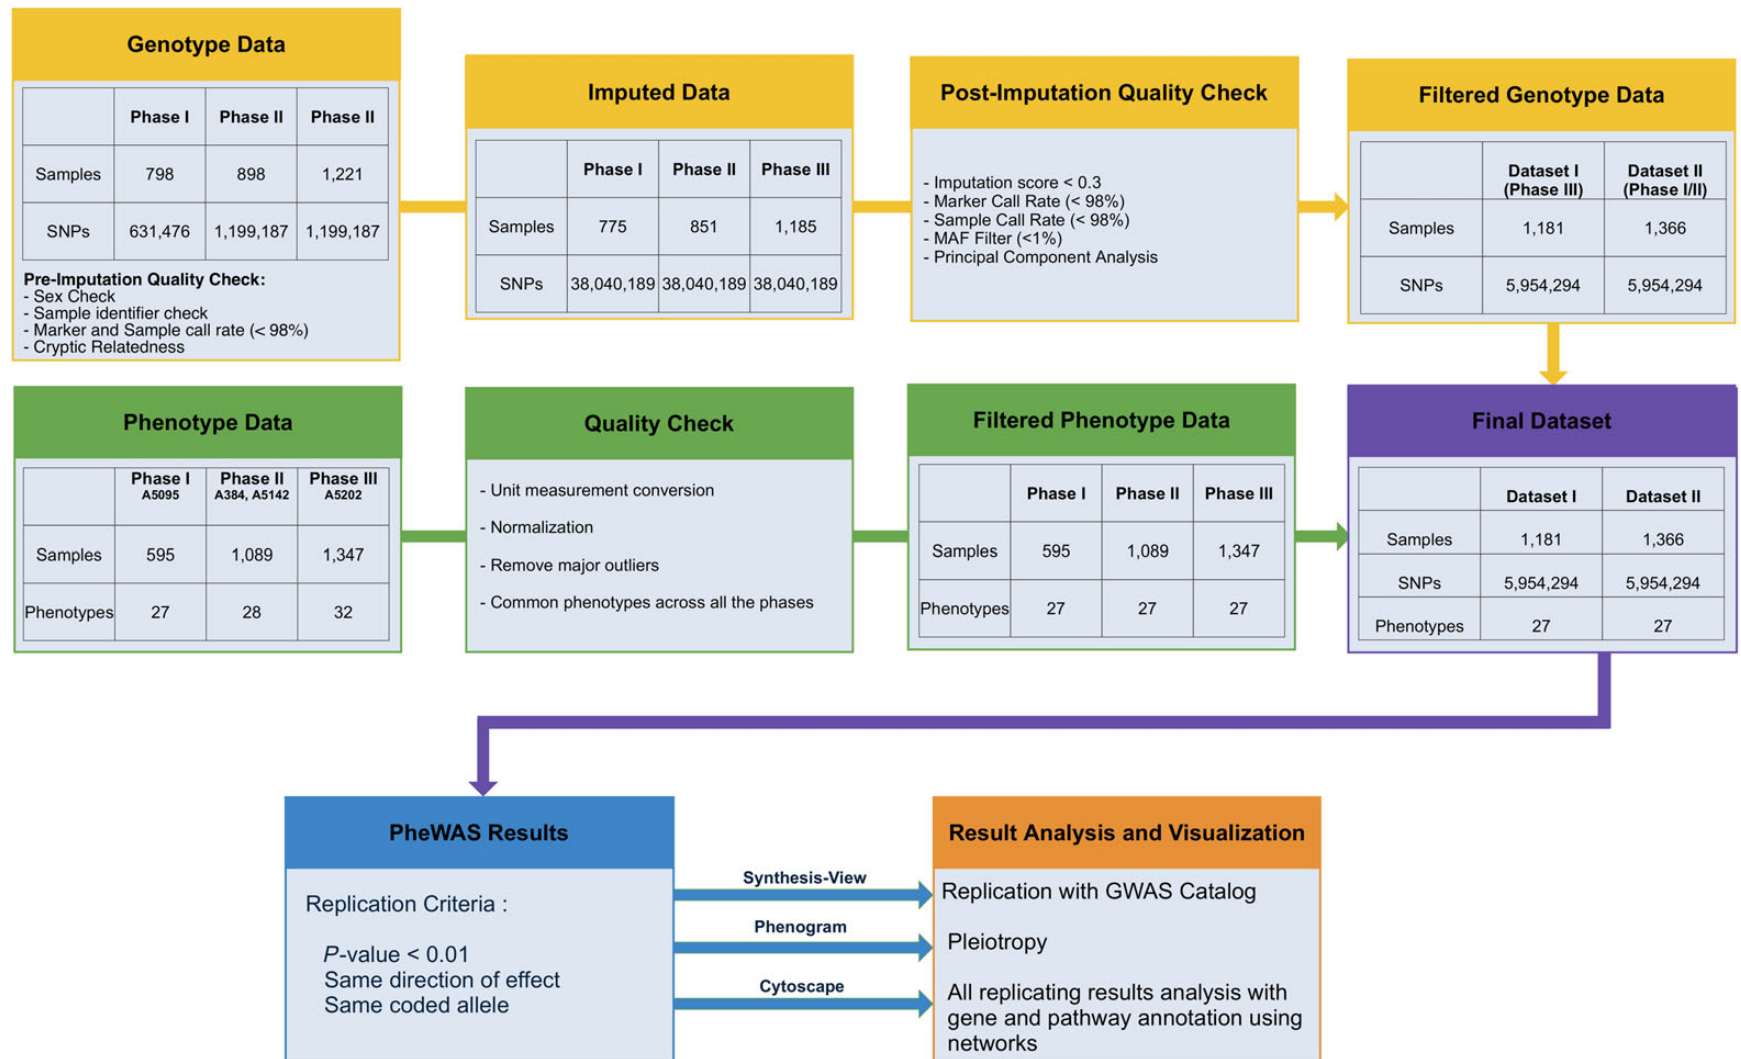 Genotype Data
Phase I Phase II Phase II
Samples 798 898 1,221
SNPs 631,476 1,199,187 1,199,187
Pre-Imputation Quality Check:
- Sex Check
- Sample identifier check
- Marker and Sample call rate (< 98%)
- Cryptic Relatedness
Imputed Data
Phase I Phase II Phase III
Samples 775 851 1,185
SNPs 38,040,189 38,040,189 38,040,189
Post-Imputation Quality Check
- Imputation score < 0.3
- Marker Call Rate (< 98%)
- Sample Call Rate (< 98%)
- MAF Filter (<1%)
- Principal Component Analysis
Filtered Genotype Data
Dataset I Dataset II
(Phase III) (Phase I/II)
Samples 1,181 1,366
SNPs 5,954,294 5,954,294
Phenotype Data
Phase I Phase II Phase III
A5095 A384, A5142 A5202
Samples 595 1,089 1,347
Phenotypes 27 28 32
Quality Check
- Unit measurement conversion
- Normalization
- Remove major outliers
- Common phenotypes across all the phases
Filtered Phenotype Data
Phase I Phase II Phase III
Samples 595 1,089 1,347
Phenotypes 27 27 27
Final Dataset
Dataset I Dataset II
Samples 1,181 1,366
SNPs 5,954,294 5,954,294
Phenotypes 27 27
PheWAS Results
Replication Criteria :
P-value < 0.01
Same direction of effect
Same coded allele
Synthesis-View
Phenogram
Cytoscape
Result Analysis and Visualization
Replication with GWAS Catalog
Pleiotropy
All replicating results analysis with
gene and pathway annotation using
networks